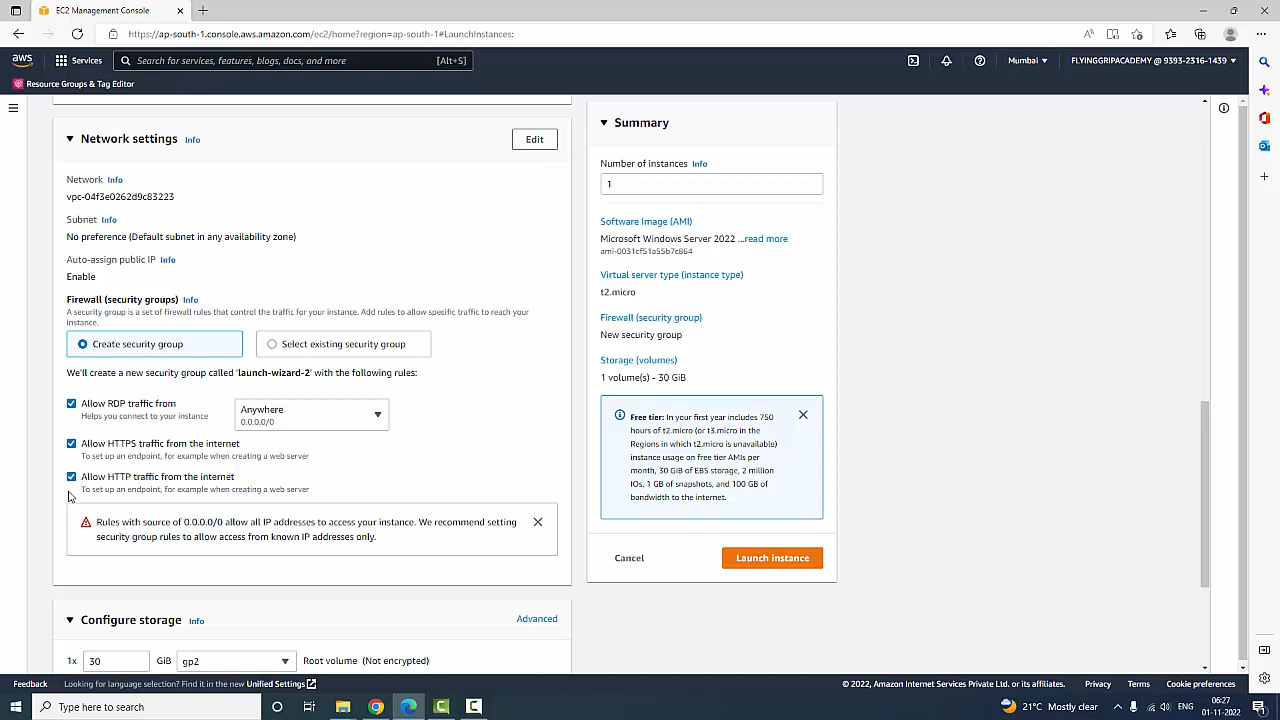 EC2 Management Console
https://ap-south-1.console.aws.amazon.com/ec2/home?region=ap-south-1#LaunchInstances:
aws
Services
Search for services, features, blogs, docs, and more
[Alt+S]
Mumbai
FLYINGGRIPACADEMY @ 9393-2316-1439
Resource Groups & Tag Editor
Network settings Info
Edit
Network Info
vpc-04f3e0262d9c83223
Subnet Info
No preference (Default subnet in any availability zone)
Auto-assign public IP Info
Enable
Firewall (security groups) Info
A security group is a set of firewall rules that control the traffic for your instance. Add rules to allow specific traffic to reach your
instance.
Create security group
Select existing security group
We'll create a new security group called 'launch-wizard-2' with the following rules:
Allow RDP traffic from
Helps you connect to your instance
Anywhere
0.0.0.0/0
Allow HTTPS traffic from the internet
To set up an endpoint, for example when creating a web server
Allow HTTP traffic from the internet
To set up an endpoint, for example when creating a web server
Rules with source of 0.0.0.0/0 allow all IP addresses to access your instance. We recommend setting
security group rules to allow access from known IP addresses only.
Configure storage Info
Advanced
1x 30 GiB gp2 Root volume (Not encrypted)
Summary
Number of instances Info
1
Software Image (AMI)
Microsoft Windows Server 2022 ...read more
ami-0031cf51a55b7c864
Virtual server type (instance type)
t2.micro
Firewall (security group)
New security group
Storage (volumes)
1 volume(s) - 30 GiB
Free tier: In your first year includes 750
hours of t2.micro (or t3.micro in the
Regions in which t2.micro is unavailable)
instance usage on free tier AMIs per
month, 30 GiB of EBS storage, 2 million
IOs, 1 GB of snapshots, and 100 GB of
bandwidth to the internet.
Cancel
Launch instance
Feedback
Looking for language selection? Find it in the new Unified Settings
© 2022, Amazon Internet Services Private Ltd. or its affiliates.
Privacy
Terms
Cookie preferences
Type here to search
21°C Mostly clear
ENG
06:27
01-11-2022